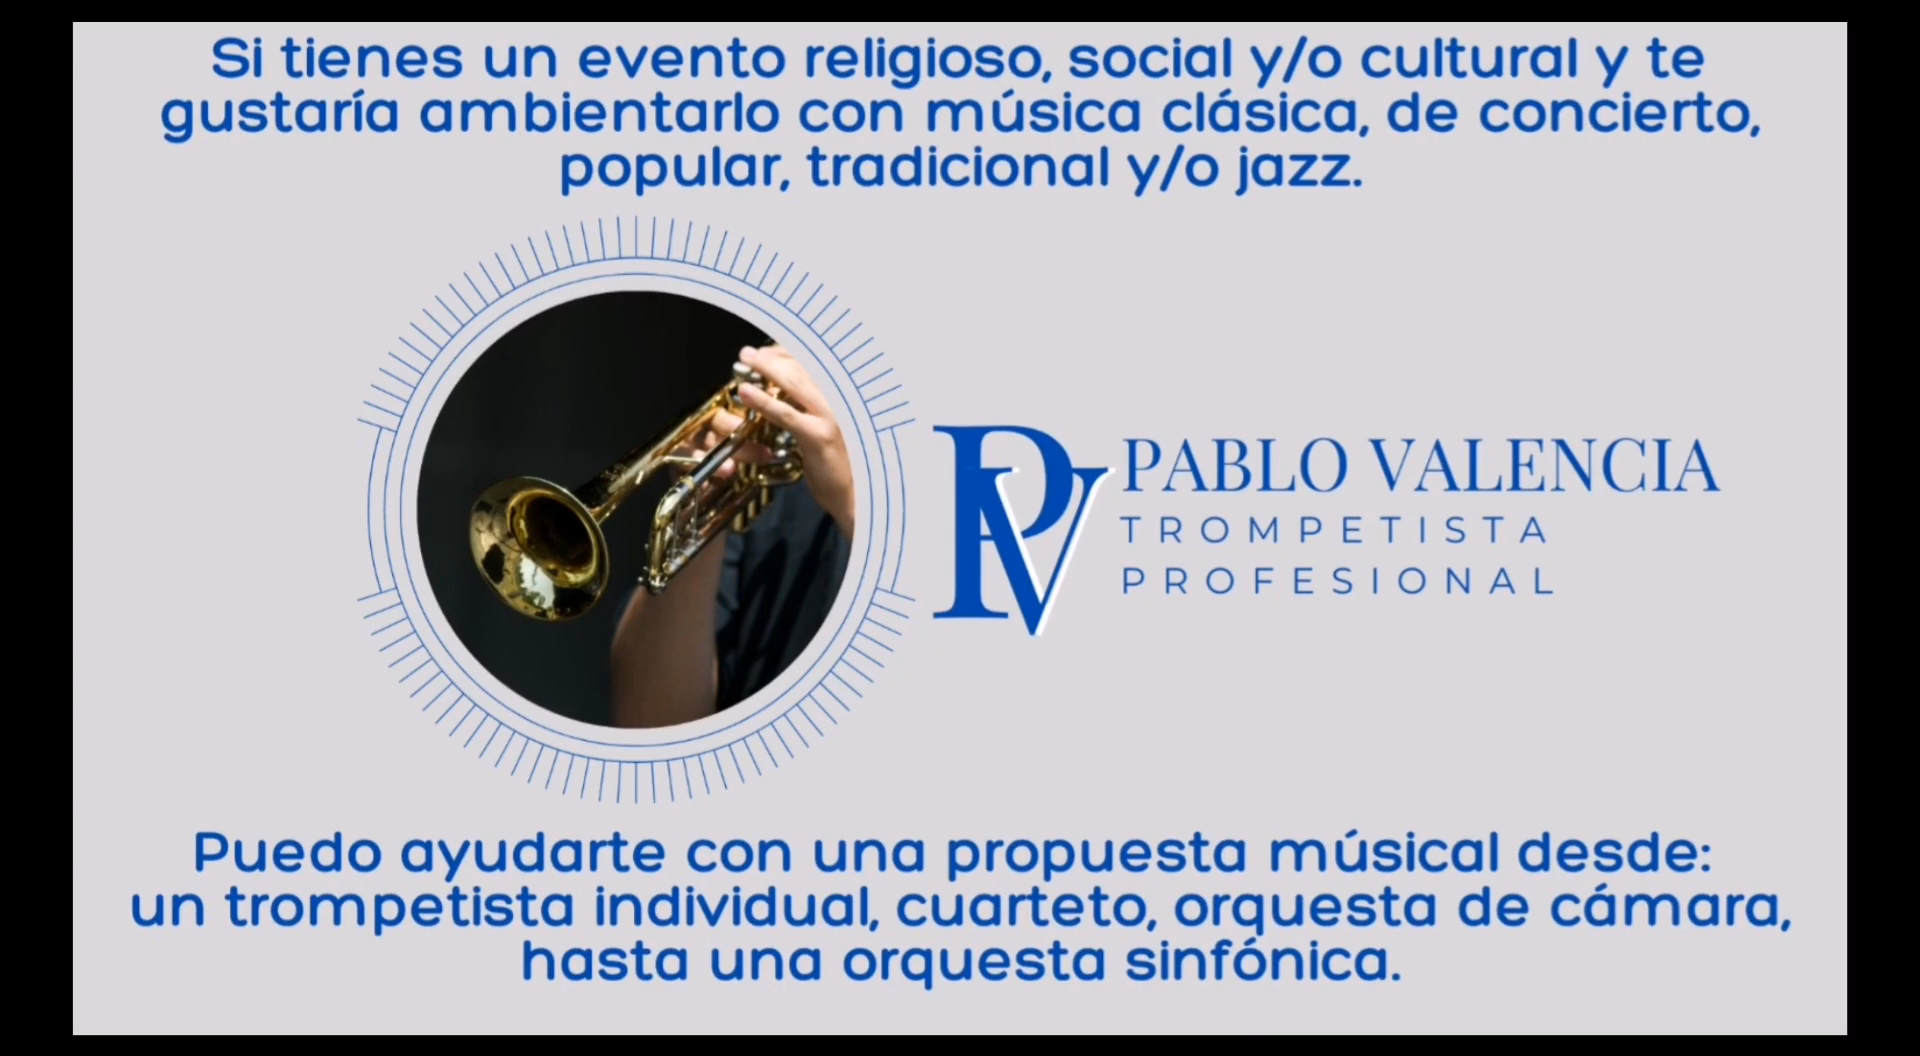 Si tienes un evento religioso, social y/o cultural y te
gustaría ambientarlo con música clásica, de concierto,
popular, tradicional y/o jazz.
PV
PABLO VALENCIA
TROMPETISTA
PROFESIONAL
Puedo ayudarte con una propuesta músical desde:
un trompetista individual, cuarteto, orquesta de cámara,
hasta una orquesta sinfónica.